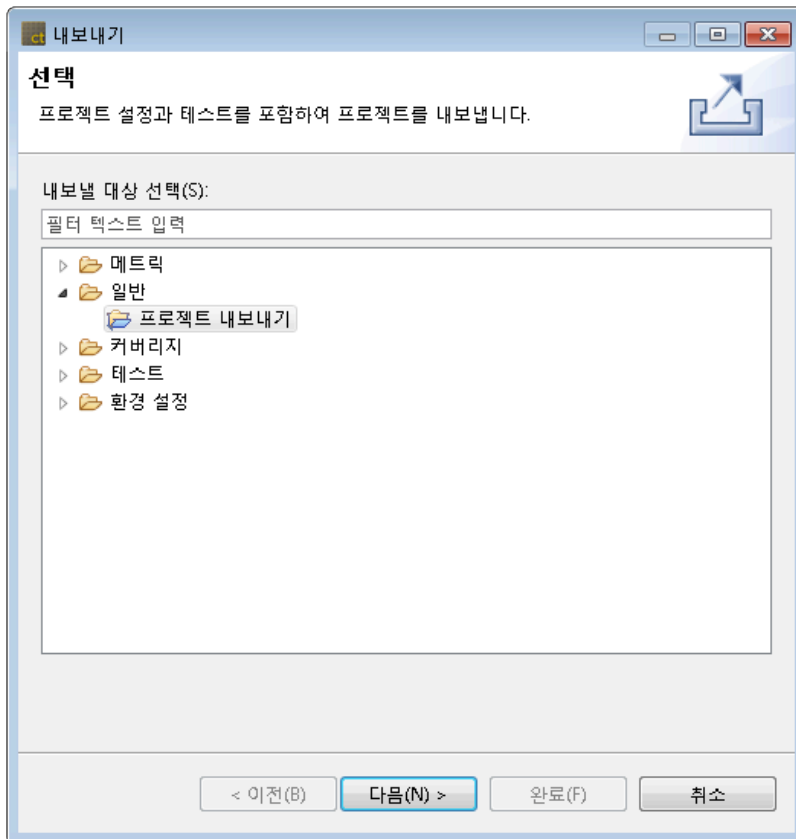 ct 내보내기
선택
프로젝트 설정과 테스트를 포함하여 프로젝트를 내보냅니다.
내보낼 대상 선택(S):
필터 텍스트 입력
메트릭
일반
프로젝트 내보내기
커버리지
테스트
환경 설정
< 이전(B) 다음(N) > 완료(F) 취소